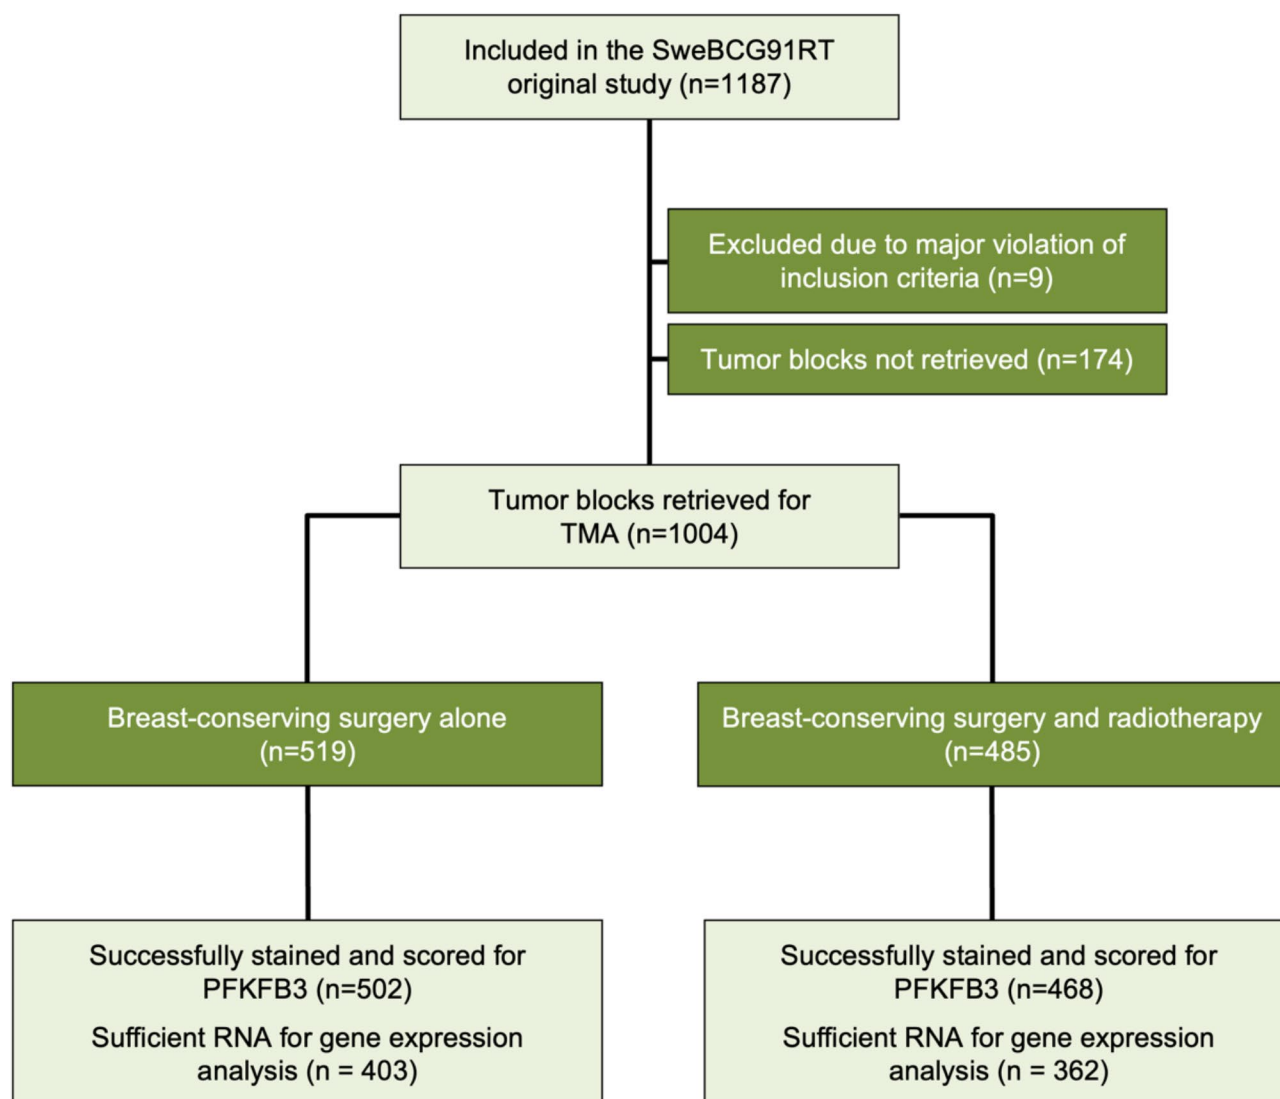 Included in the SweBCG91RT
original study (n=1187)
Excluded due to major violation of
inclusion criteria (n=9)
Tumor blocks not retrieved (n=174)
Tumor blocks retrieved for
TMA (n=1004)
Breast-conserving surgery alone
(n=519)
Breast-conserving surgery and radiotherapy
(n=485)
Successfully stained and scored for
PFKFB3 (n=502)
Sufficient RNA for gene expression
analysis (n = 403)
Successfully stained and scored for
PFKFB3 (n=468)
Sufficient RNA for gene expression
analysis (n = 362)